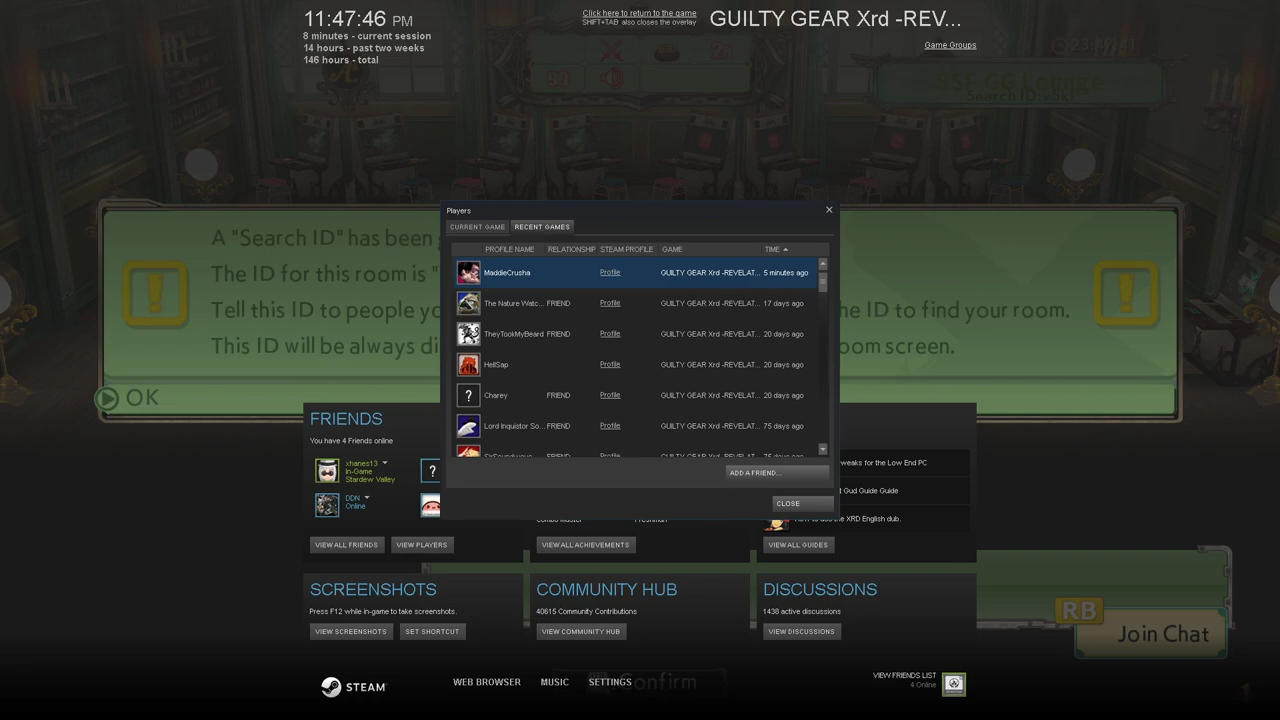 11:47:46 PM
8 minutes - current session
14 hours - past two weeks
146 hours - total
Click here to return to the game
SHIFT+TAB also closes the overlay
GUILTY GEAR Xrd -REV...
Game Groups
23:47:41
SSF GG Lounge
A "Search ID" has been
The ID for this room is "
Tell this ID to people yo
he ID to find your room.
This ID will be always di
oom screen.
OK
Players
CURRENT GAME
RECENT GAMES
PROFILE NAME RELATIONSHIP STEAM PROFILE GAME TIME
MaddieCrusha Profile GUILTY GEAR Xrd -REVELAT... 5 minutes ago
The Nature Watc... FRIEND Profile GUILTY GEAR Xrd -REVELAT... 17 days ago
TheyTookMyBeard FRIEND Profile GUILTY GEAR Xrd -REVELAT... 20 days ago
HellSap Profile GUILTY GEAR Xrd -REVELAT... 20 days ago
Charey FRIEND Profile GUILTY GEAR Xrd -REVELAT... 20 days ago
Lord Inquistor So... FRIEND Profile GUILTY GEAR Xrd -REVELAT... 75 days ago
ADD A FRIEND...
CLOSE
FRIENDS
You have 4 Friends online
xhanes13
In-Game
Stardew Valley
DDN
Online
VIEW ALL FRIENDS
VIEW PLAYERS
VIEW ALL ACHIEVEMENTS
weaks for the Low End PC
Gud Guide Guide
XRD English dub.
VIEW ALL GUIDES
SCREENSHOTS
Press F12 while in-game to take screenshots.
VIEW SCREENSHOTS
SET SHORTCUT
COMMUNITY HUB
40615 Community Contributions
VIEW COMMUNITY HUB
DISCUSSIONS
1438 active discussions
VIEW DISCUSSIONS
RB
Join Chat
STEAM
WEB BROWSER
MUSIC
SETTINGS
Confirm
VIEW FRIENDS LIST
4 Online